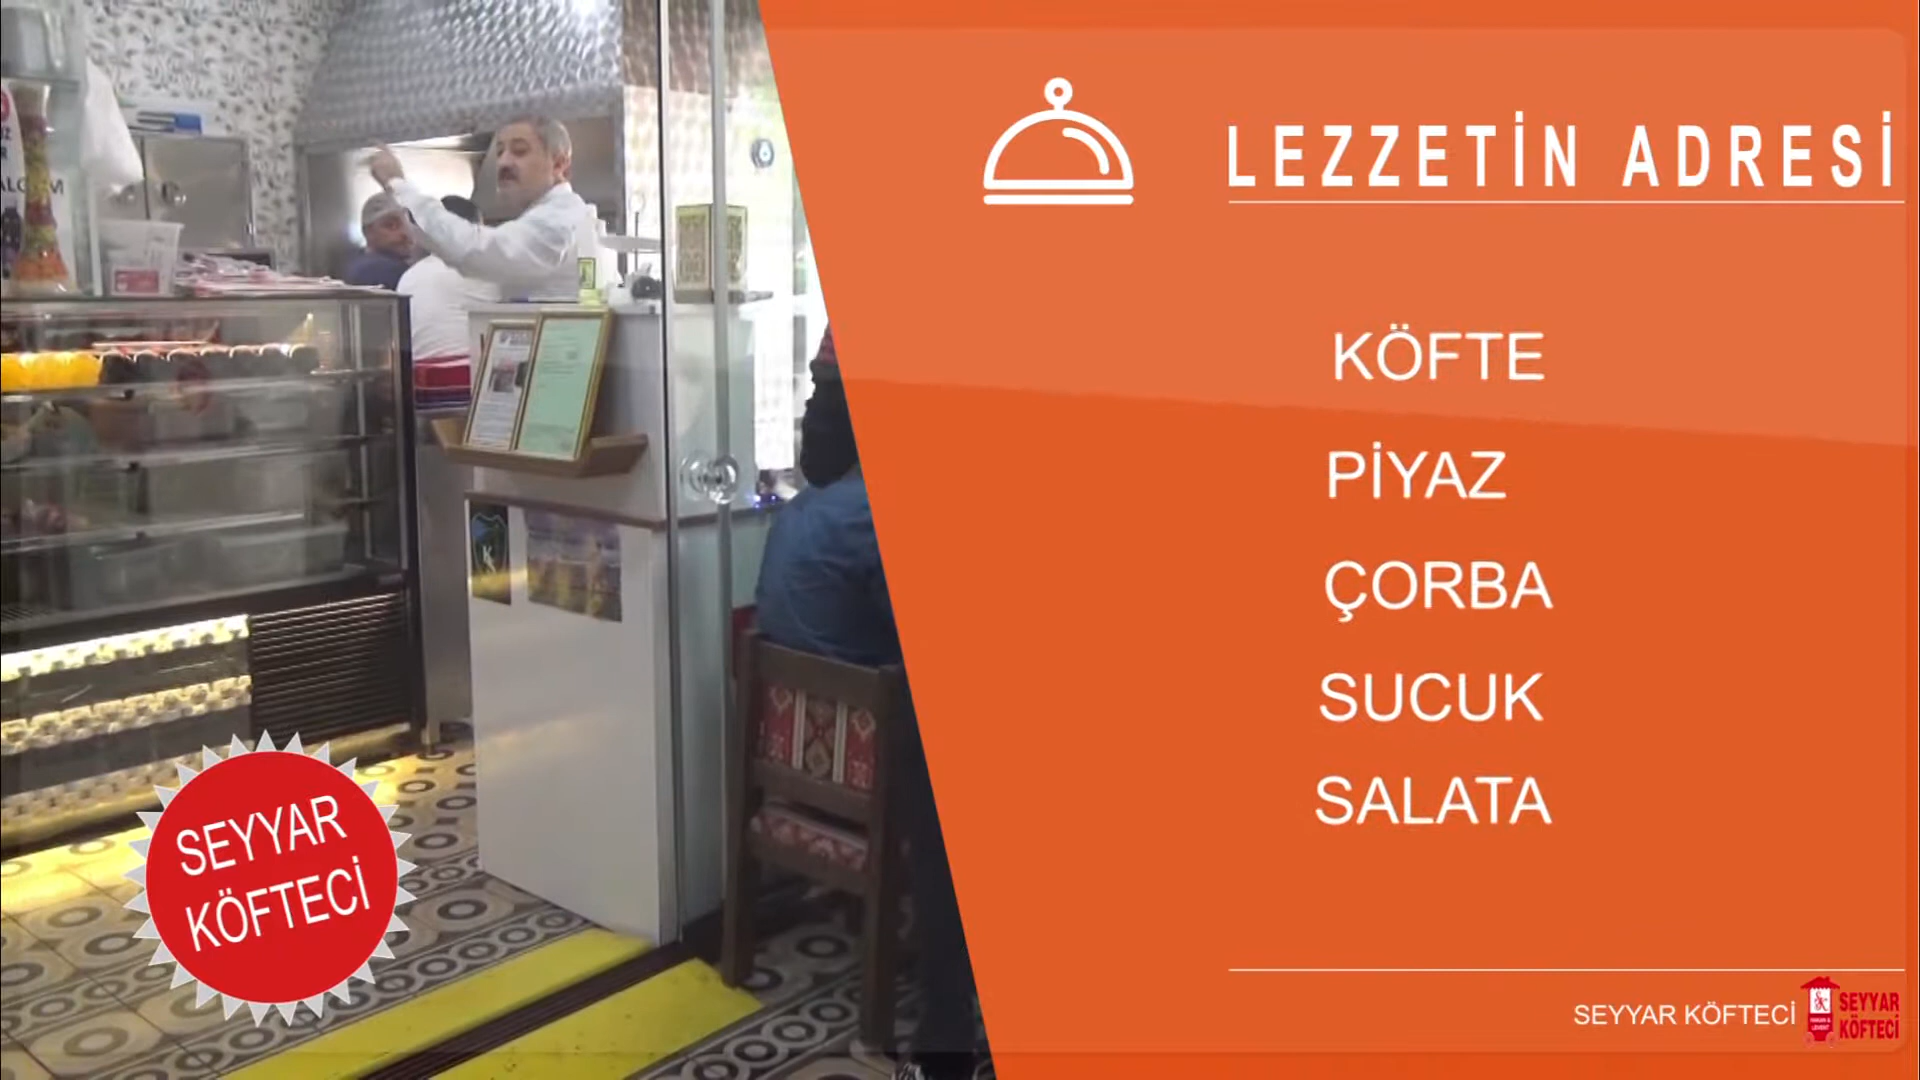 LEZZETİN ADRESİ
KÖFTE
PİYAZ
ÇORBA
SUCUK
SALATA
SEYYAR
KÖFTECİ
SEYYAR KÖFTECİ
SEYYAR
KÖFTECİ